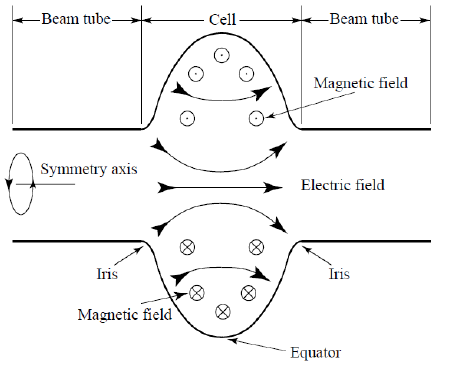 Beam tube
Cell
Beam tube
Magnetic field
Symmetry axis
Electric field
Iris
Iris
Magnetic field
Equator